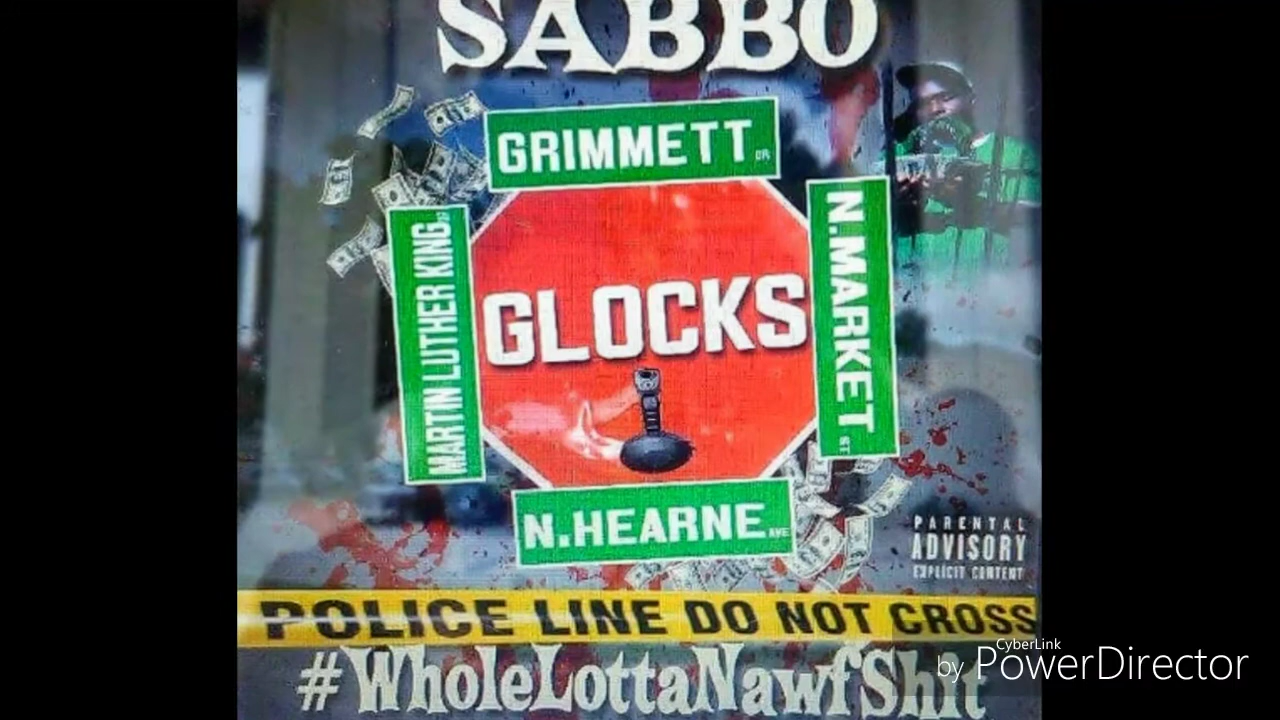 SABBO
GRIMMETT DR
MARTIN LUTHER KING DR
GLOCKS
N.MARKET ST
N.HEARNE AVE
PARENTAL
ADVISORY
EXPLICIT CONTENT
POLICE LINE DO NOT CROSS
#WholeLottaNawfShit
CyberLink
by PowerDirector